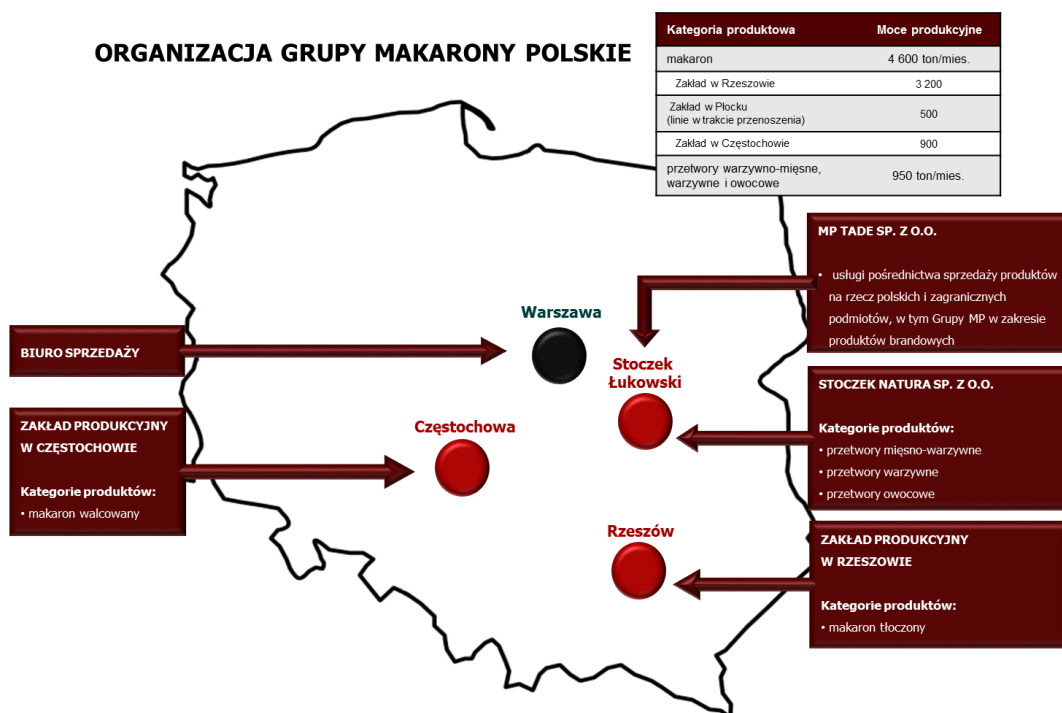 ORGANIZACJA GRUPY MAKARONY POLSKIE
Kategoria produktowa Moce produkcyjne
makaron 4 600 ton/mies.
Zakład w Rzeszowie 3 200
Zakład w Płocku
(linie w trakcie przenoszenia) 500
Zakład w Częstochowie 900
przetwory warzywno-mięsne,
warzywne i owocowe 950 ton/mies.
MP TADE SP. Z O.O.
• usługi pośrednictwa sprzedaży produktów
na rzecz polskich i zagranicznych
podmiotów, w tym Grupy MP w zakresie
produktów brandowych
Warszawa
BIURO SPRZEDAŻY
Stoczek
Łukowski
STOCZEK NATURA SP. Z O.O.
Kategorie produktów:
• przetwory mięsno-warzywne
• przetwory warzywne
• przetwory owocowe
ZAKŁAD PRODUKCYJNY
W CZĘSTOCHOWIE
Kategorie produktów:
• makaron walcowany
Częstochowa
Rzeszów
ZAKŁAD PRODUKCYJNY
W RZESZOWIE
Kategorie produktów:
• makaron tłoczony